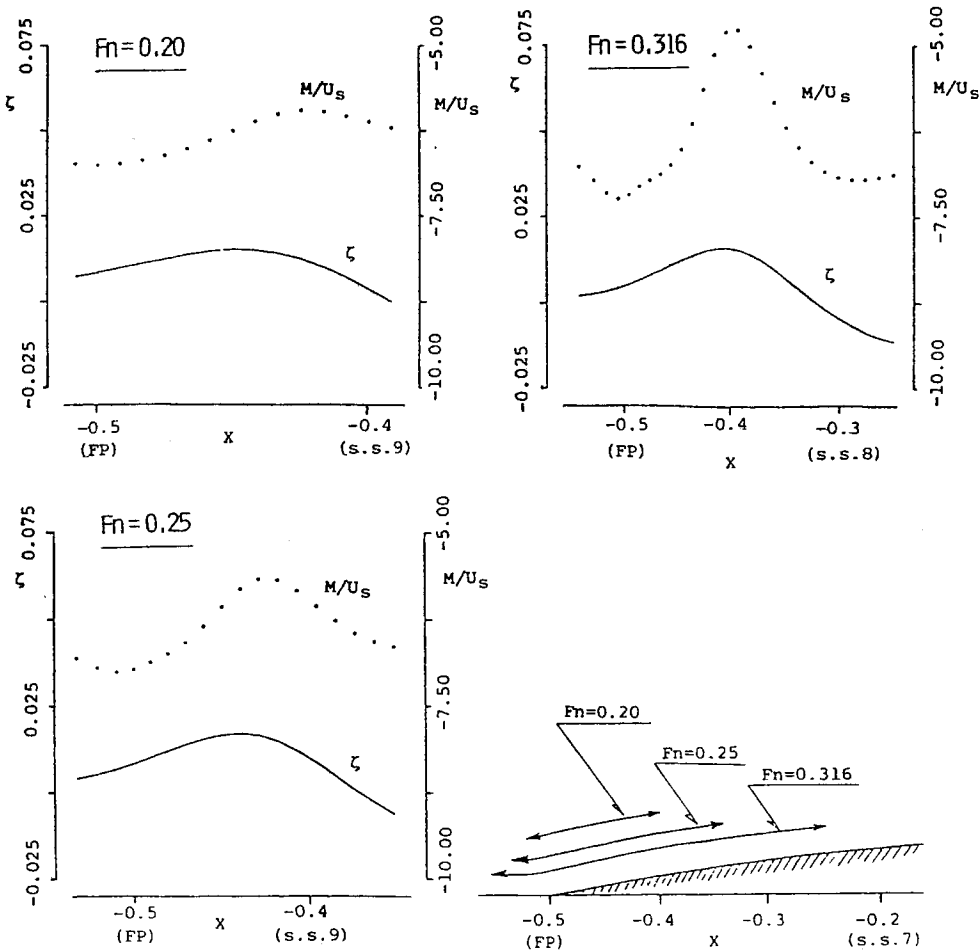 Fn=0.20
0.075
ζ
0.025
-0.025
M/Us
ζ
-5.00
M/Us
-7.50
-10.00
-0.5
(FP)
X
-0.4
(s.s.9)
Fn=0.316
0.075
ζ
0.025
-0.025
M/Us
ζ
-5.00
M/Us
-7.50
-10.00
-0.5
(FP)
-0.4
X
-0.3
(s.s.8)
Fn=0.25
0.075
ζ
0.025
-0.025
M/Us
ζ
-5.00
M/Us
-7.50
-10.00
-0.5
(FP)
X
-0.4
(s.s.9)
Fn=0.20
Fn=0.25
Fn=0.316
-0.5
(FP)
-0.4
X
-0.3
-0.2
(s.s.7)